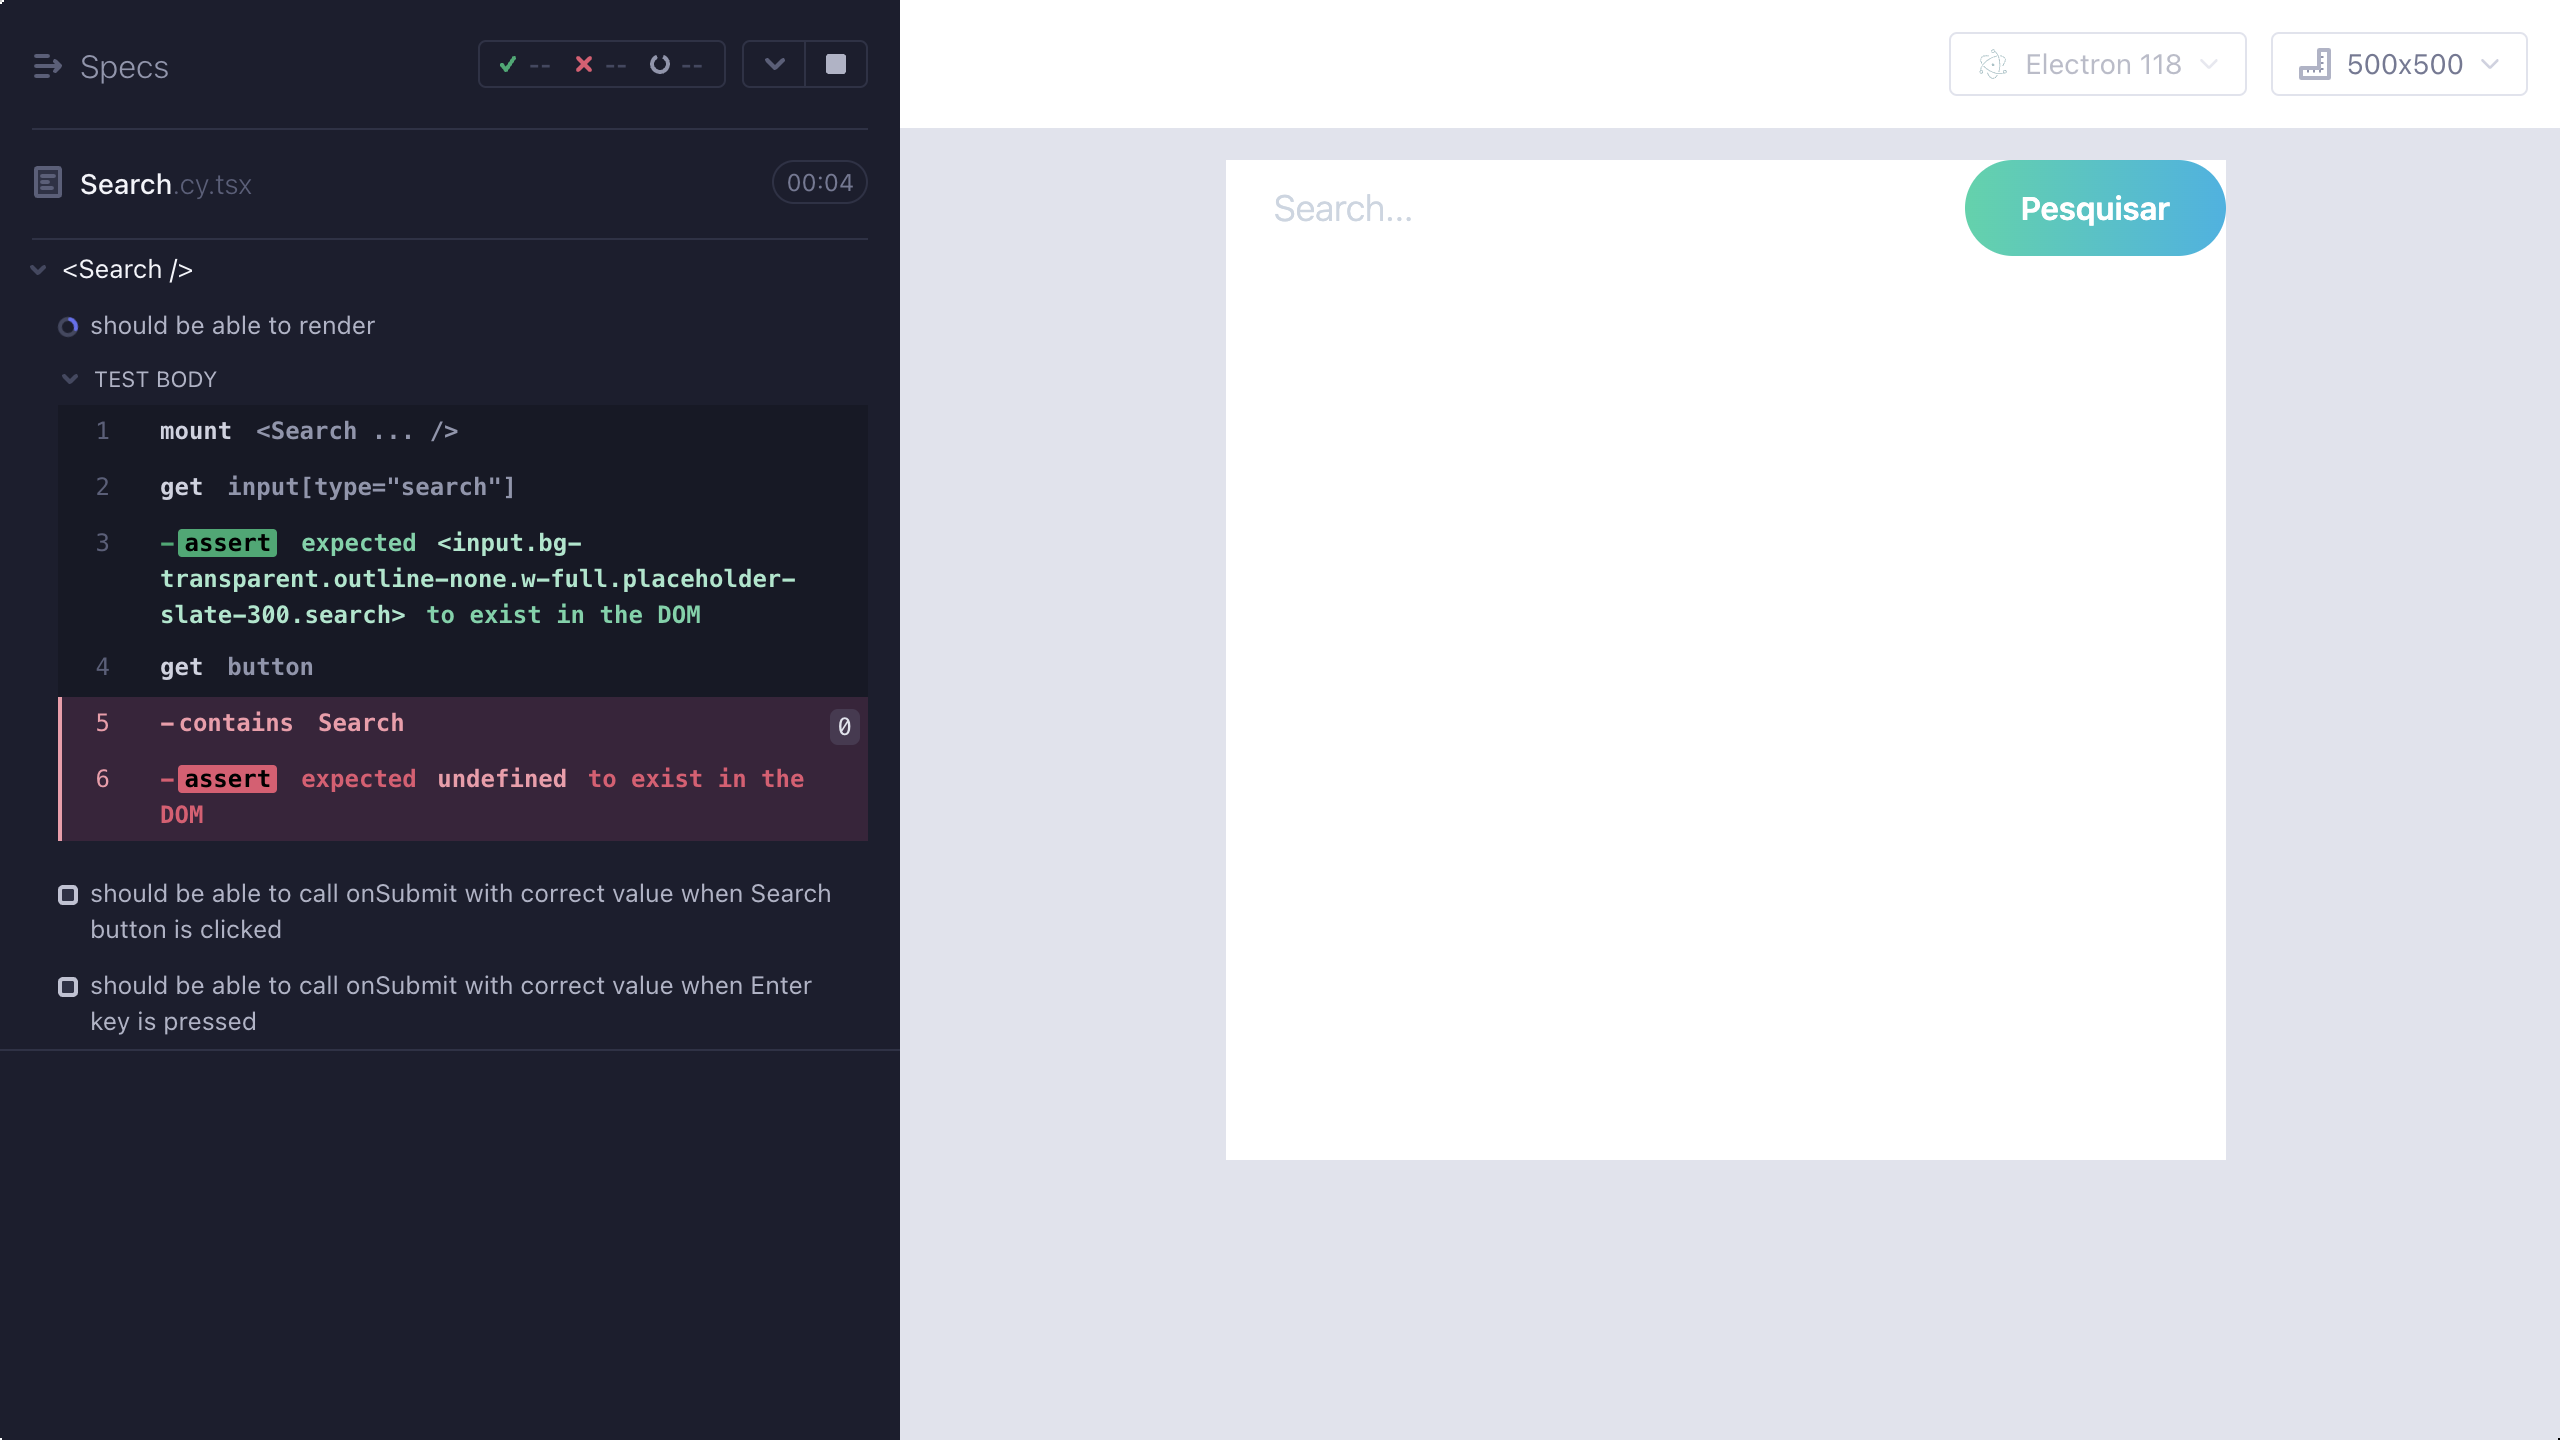 Specs
-- -- --
Search.cy.tsx
00:04
<Search />
should be able to render
TEST BODY
1 mount <Search ... />
2 get input[type="search"]
3 -assert expected <input.bg-
transparent.outline-none.w-full.placeholder-
slate-300.search> to exist in the DOM
4 get button
5 -contains Search 0
6 -assert expected undefined to exist in the
DOM
should be able to call onSubmit with correct value when Search
button is clicked
should be able to call onSubmit with correct value when Enter
key is pressed
Electron 118
500x500
Search...
Pesquisar